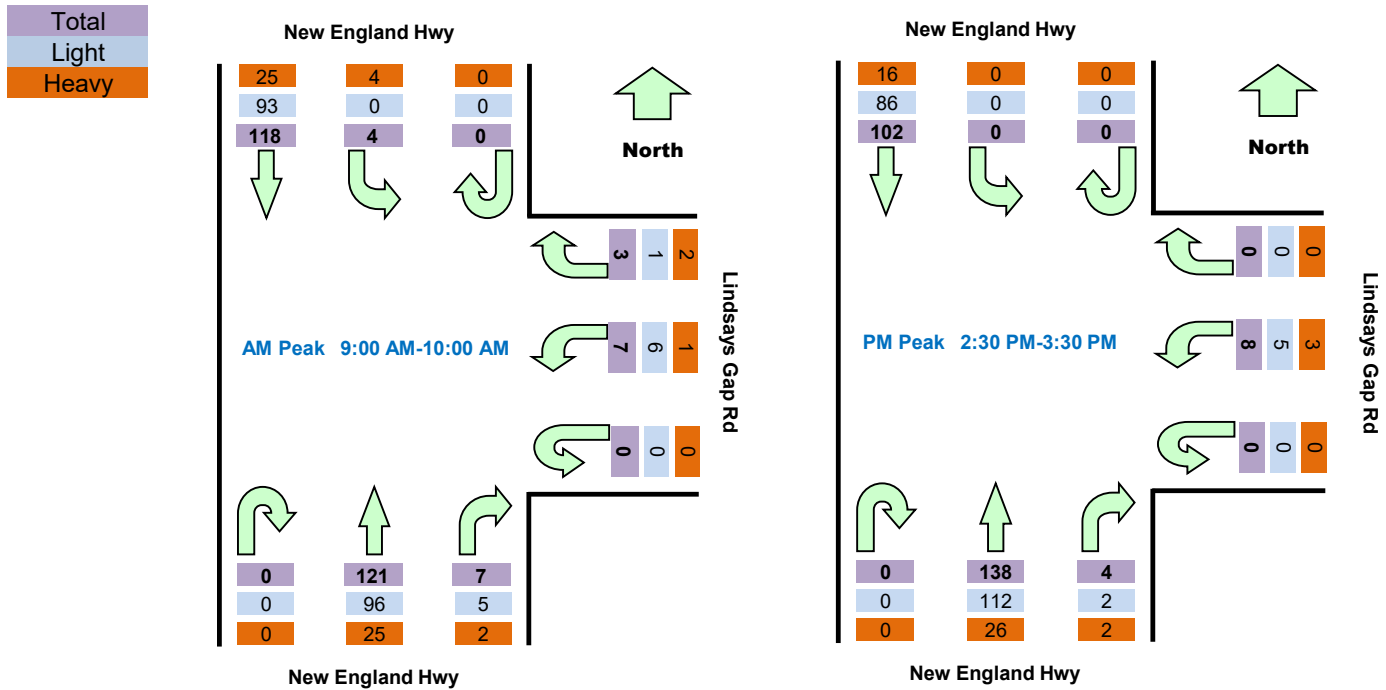 Total
Light
Heavy
New England Hwy
25 4 0
93 0 0
118 4 0
North
3 1 2
7 6 1
0 0 0
Lindsays Gap Rd
AM Peak 9:00 AM-10:00 AM
0 121 7
0 96 5
0 25 2
New England Hwy
New England Hwy
16 0 0
86 0 0
102 0 0
North
0 0 0
8 5 3
0 0 0
Lindsays Gap Rd
PM Peak 2:30 PM-3:30 PM
0 138 4
0 112 2
0 26 2
New England Hwy